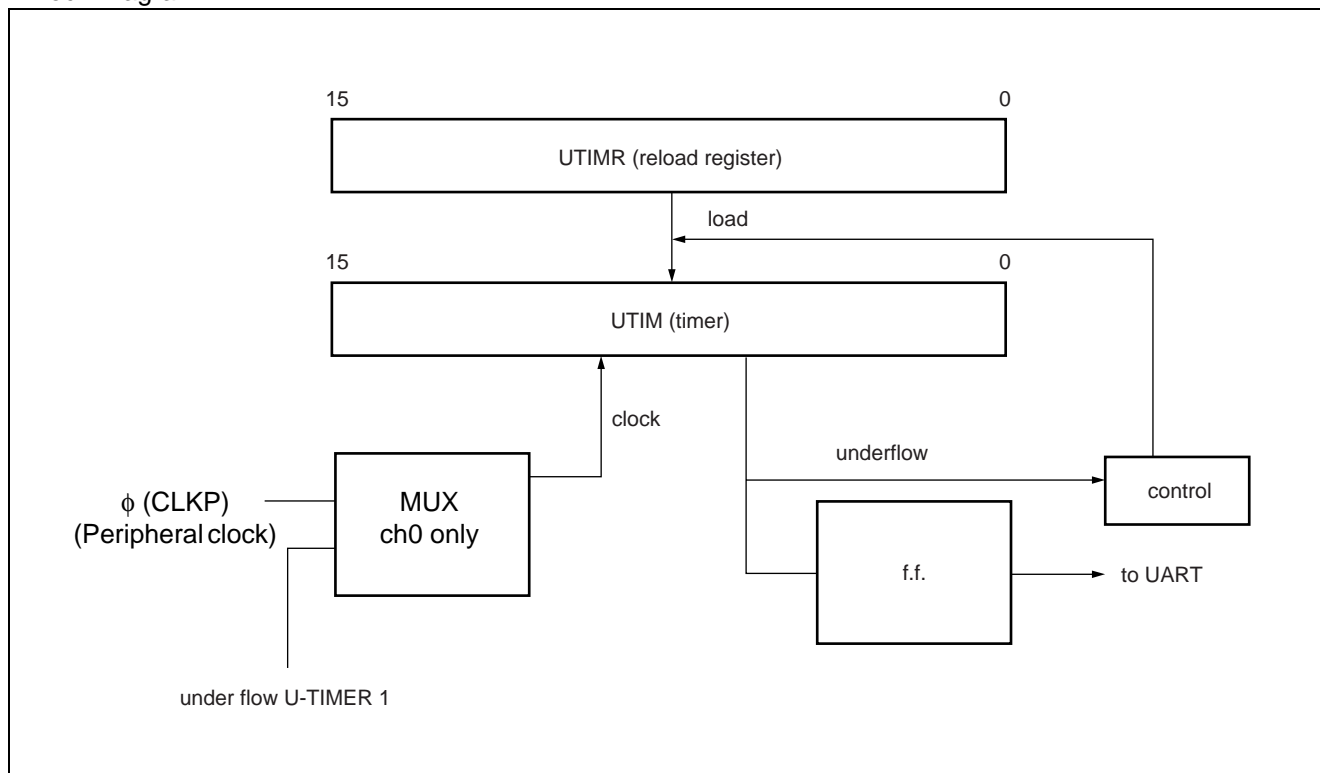 15 0
UTIMR (reload register)
load
15 0
UTIM (timer)
clock
underflow
ϕ (CLKP)
(Peripheral clock)
MUX
ch0 only
control
f.f.
to UART
under flow U-TIMER 1